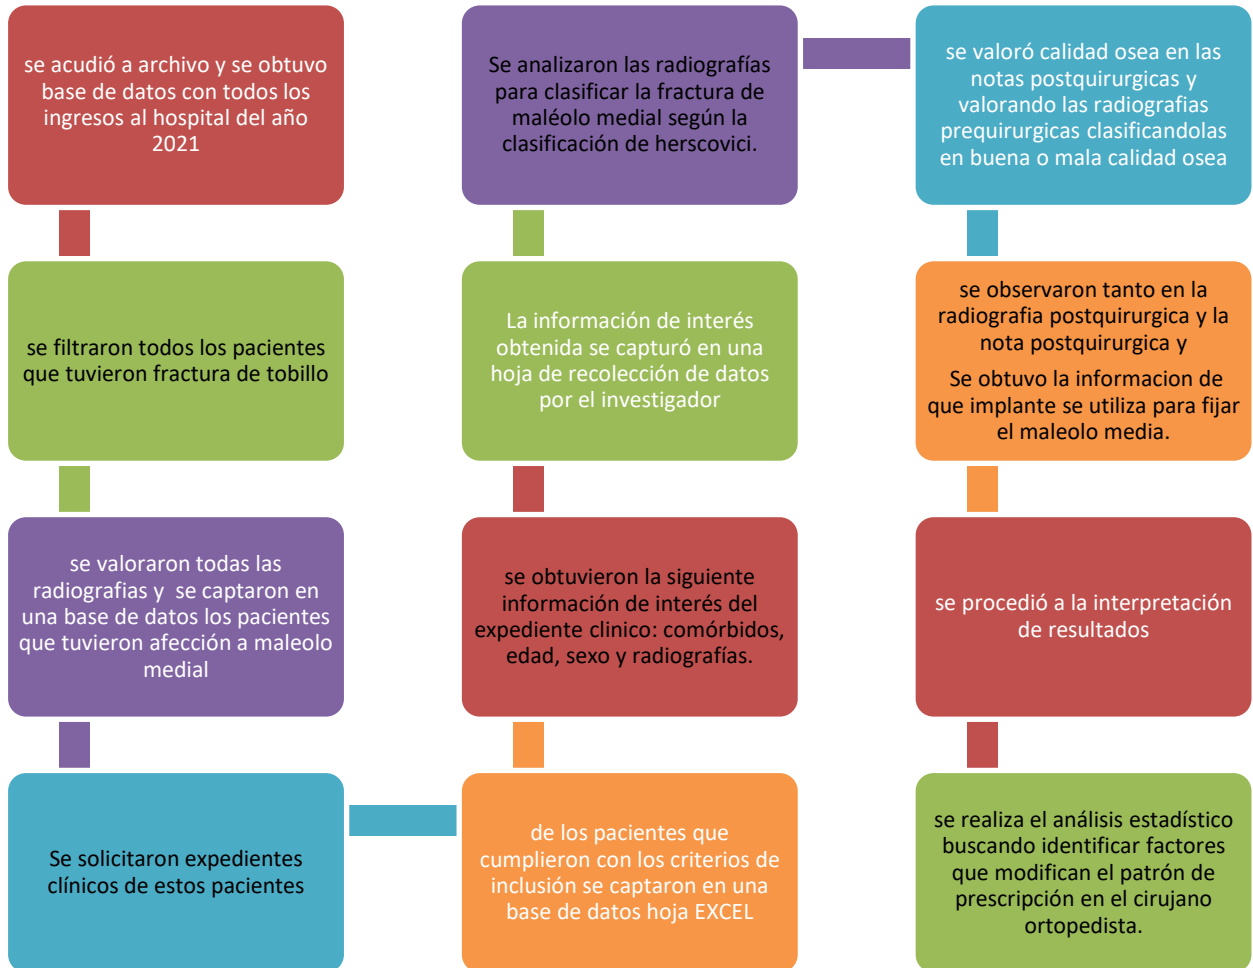 se acudió a archivo y se obtuvo
base de datos con todos los
ingresos al hospital del año
2021
se filtraron todos los pacientes
que tuvieron fractura de tobillo
se valoraron todas las
radiografias y  se captaron en
una base de datos los pacientes
que tuvieron afección a maleolo
medial
Se solicitaron expedientes
clínicos de estos pacientes
de los pacientes que
cumplieron con los criterios de
inclusión se captaron en una
base de datos hoja EXCEL
se obtuvieron la siguiente
información de interés del
expediente clinico: comórbidos,
edad, sexo y radiografías.
La información de interés
obtenida se capturó en una
hoja de recolección de datos
por el investigador
Se analizaron las radiografías
para clasificar la fractura de
maléolo medial según la
clasificación de herscovici.
se valoró calidad osea en las
notas postquirurgicas y
valorando las radiografias
prequirurgicas clasificandolas
en buena o mala calidad osea
se observaron tanto en la
radiografia postquirurgica y la
nota postquirurgica y
Se obtuvo la informacion de
que implante se utiliza para fijar
el maleolo media.
se procedió a la interpretación
de resultados
se realiza el análisis estadístico
buscando identificar factores
que modifican el patrón de
prescripción en el cirujano
ortopedista.